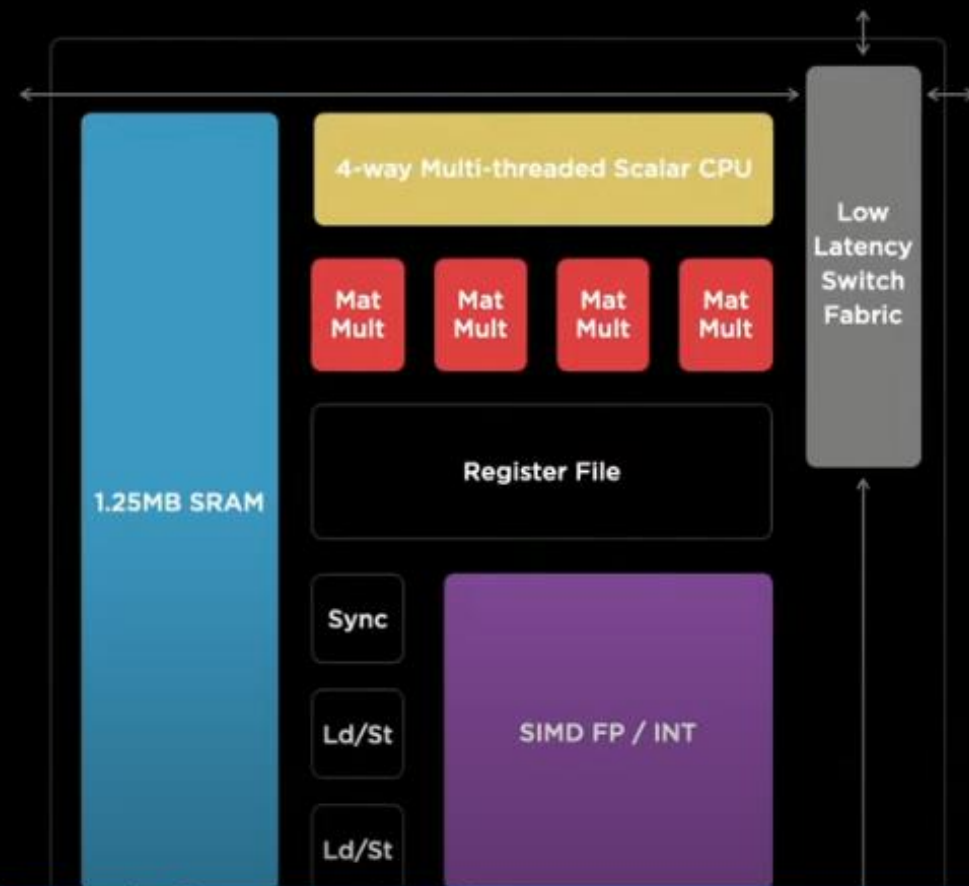 4-way Multi-threaded Scalar CPU
Low
Latency
Switch
Fabric
Mat
Mult
Mat
Mult
Mat
Mult
Mat
Mult
Register File
1.25MB SRAM
Sync
Ld/St
SIMD FP / INT
Ld/St